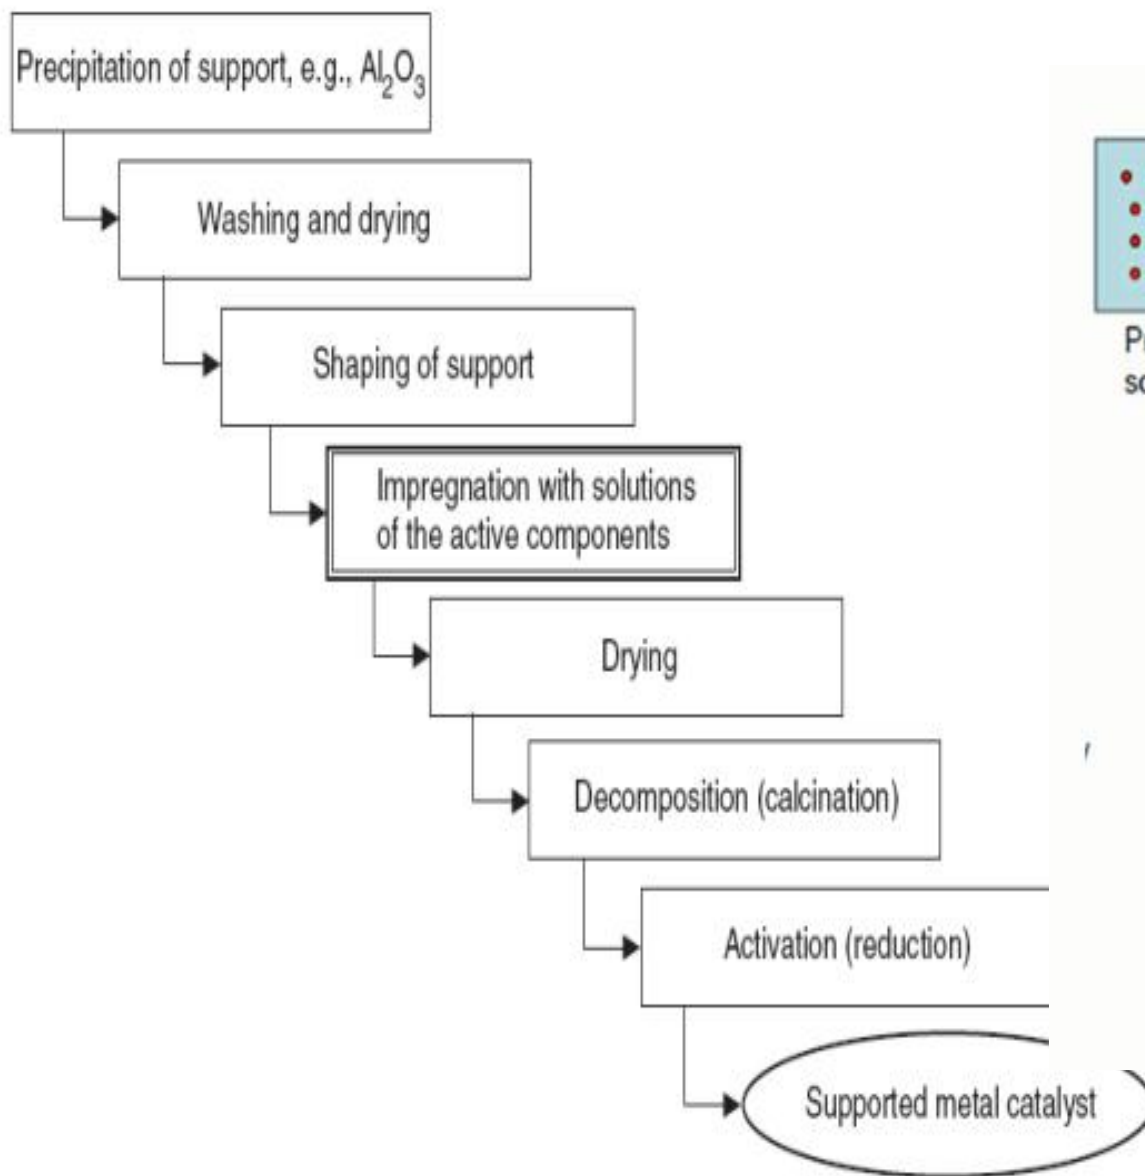 Precipitation of support, e.g., Al₂O₃
Washing and drying
Shaping of support
Impregnation with solutions
of the active components
Drying
Decomposition (calcination)
Activation (reduction)
Supported metal catalyst